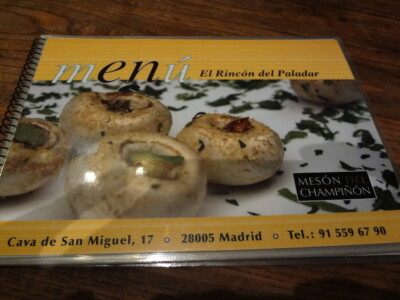 menú El Rincón del Paladar
MESÓN DEL
CHAMPIÑÓN
Cava de San Miguel, 17 ◦ 28005 Madrid ◦ Tel.: 91 559 67 90